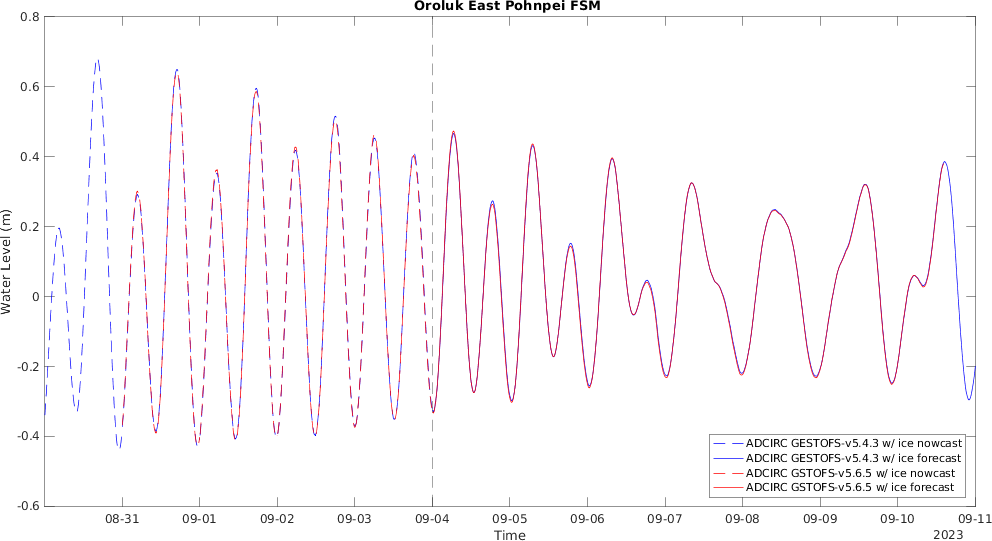 Oroluk East Pohnpei FSM
Water Level (m)
0.8
0.6
0.4
0.2
0
-0.2
-0.4
-0.6
ADCIRC GESTOFS-v5.4.3 w/ ice nowcast
ADCIRC GESTOFS-v5.4.3 w/ ice forecast
ADCIRC GSTOFS-v5.6.5 w/ ice nowcast
ADCIRC GSTOFS-v5.6.5 w/ ice forecast
08-31 09-01 09-02 09-03 09-04 09-05 09-06 09-07 09-08 09-09 09-10 09-11
Time
2023